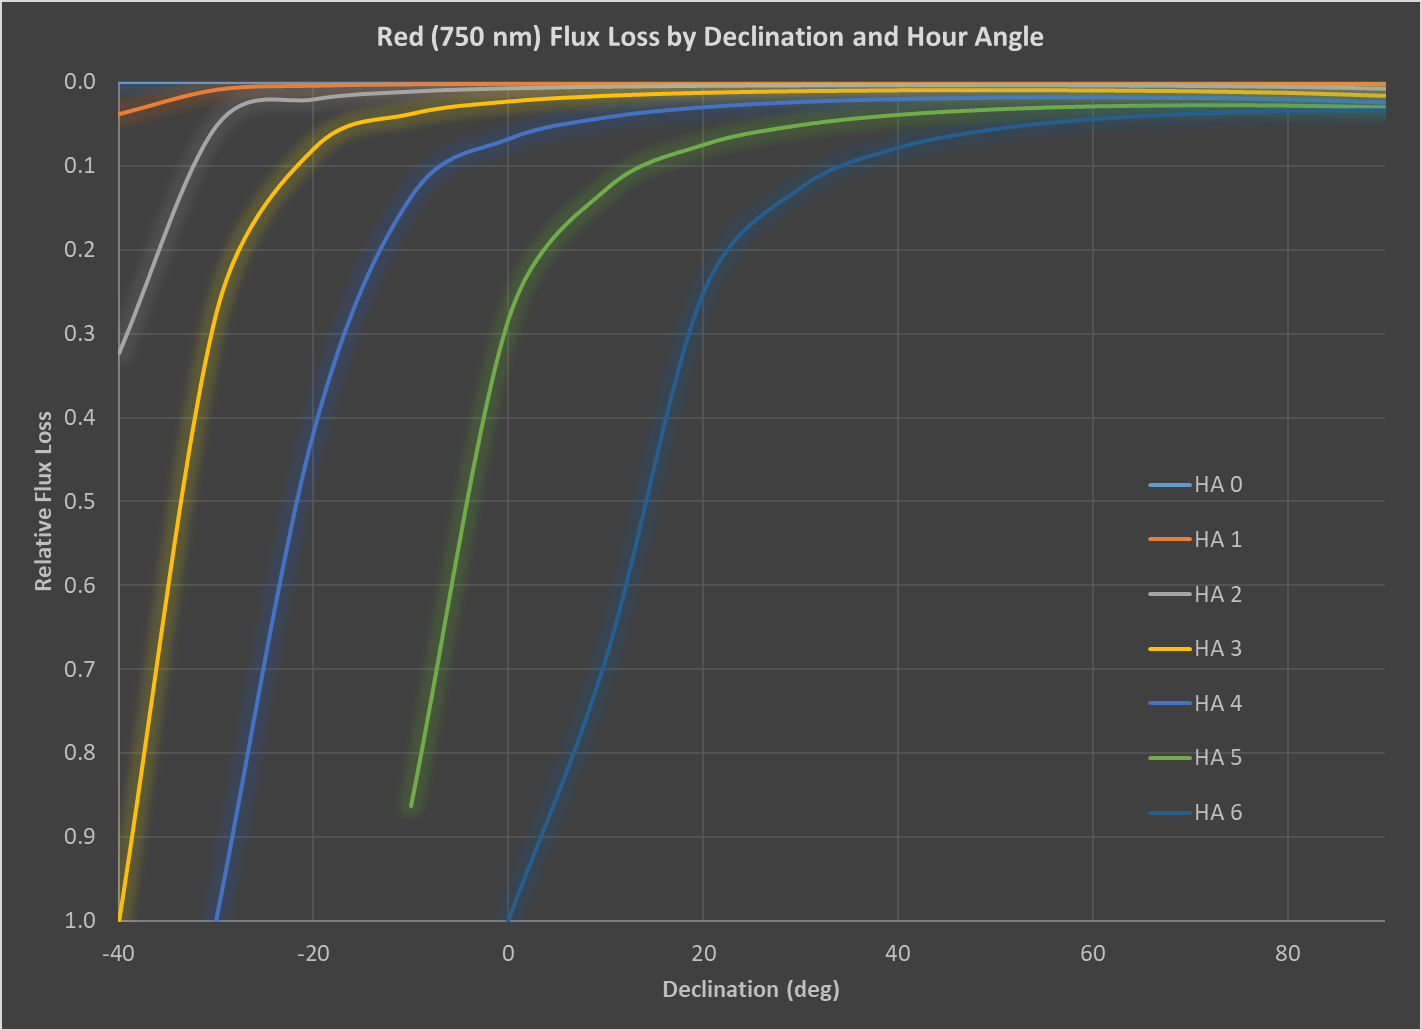 Red (750 nm) Flux Loss by Declination and Hour Angle
0.0
0.1
0.2
0.3
0.4
0.5
0.6
0.7
0.8
0.9
1.0
Relative Flux Loss
HA 0
HA 1
HA 2
HA 3
HA 4
HA 5
HA 6
-40 -20 0 20 40 60 80
Declination (deg)